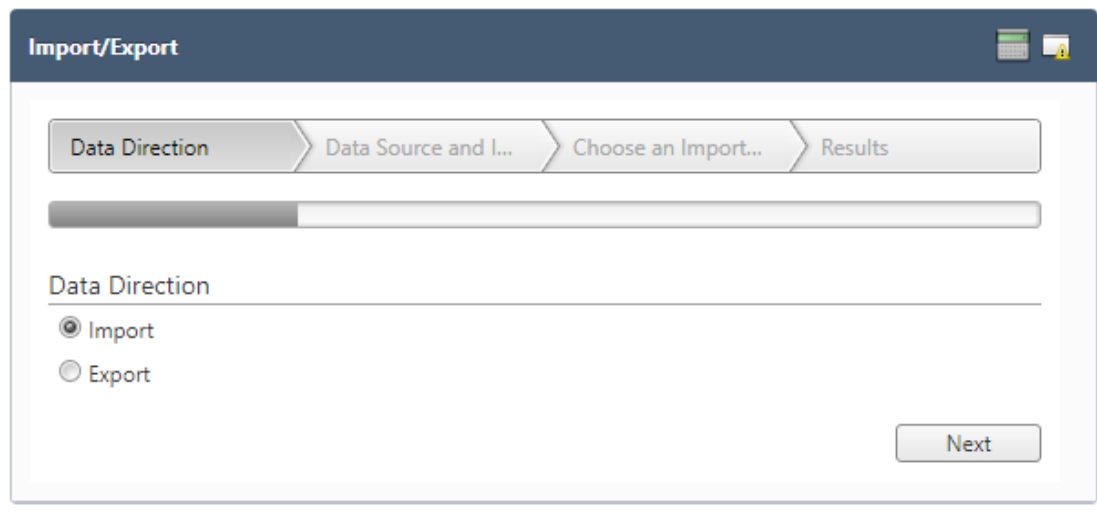 Import/Export
Data Direction
Data Source and I...
Choose an Import...
Results
Data Direction
Import
Export
Next